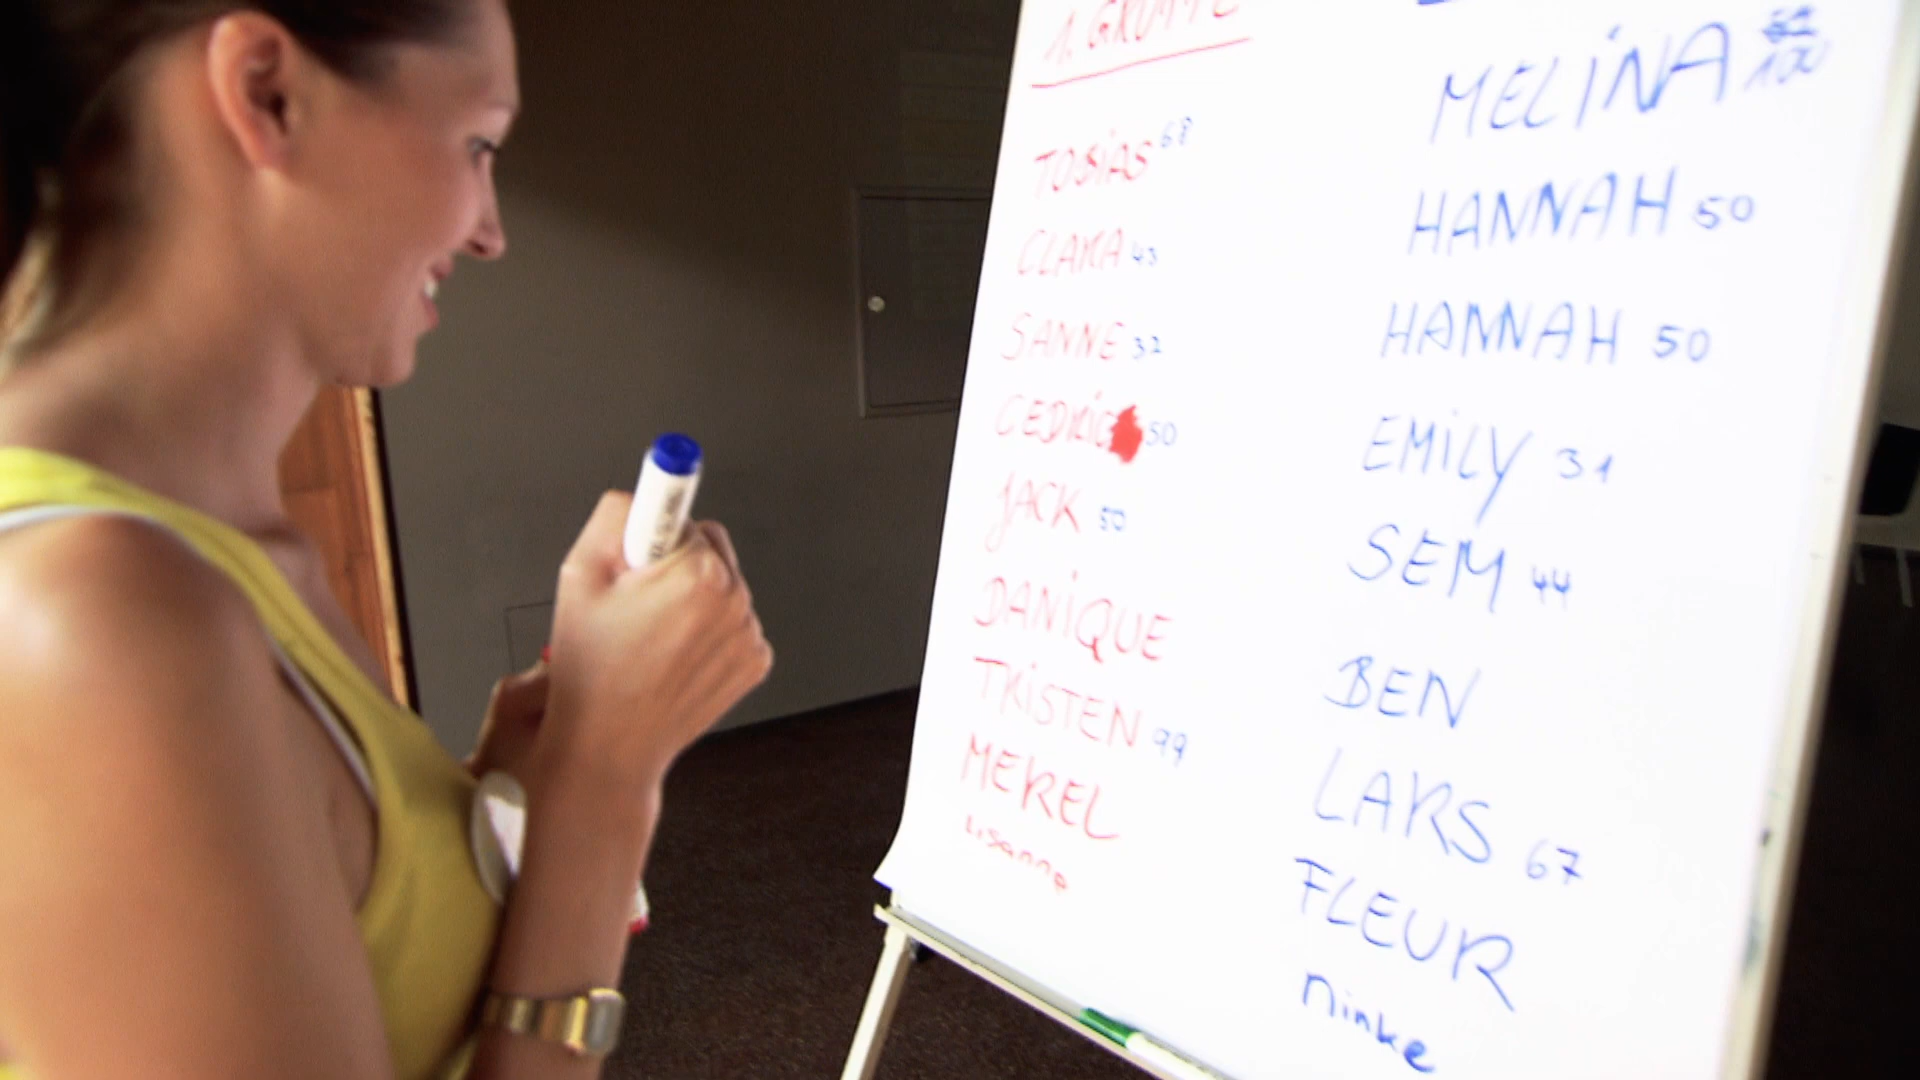 1. GRUPPE
TOBIAS 68
CLARA 43
SANNE 32
CEDRIC 50
JACK 50
DANIQUE
TRISTEN 99
MEREL
Lisanne
MELINA 100
HANNAH 50
HANNAH 50
EMILY 31
SEM 44
BEN
LARS 67
FLEUR
Ninke